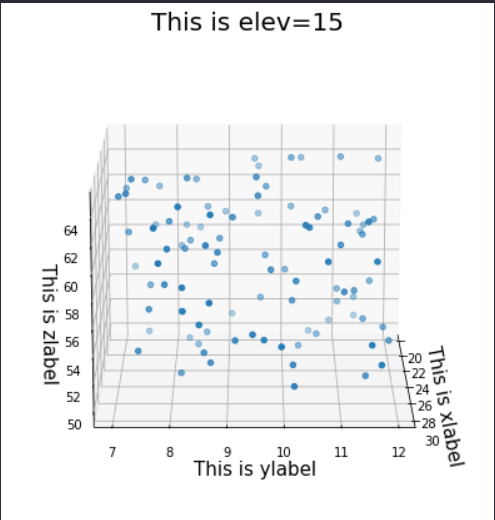 This is elev=15
64
62
60
58
56
54
52
50
This is zlabel
20
22
24
26
28
30
This is xlabel
7 8 9 10 11 12
This is ylabel